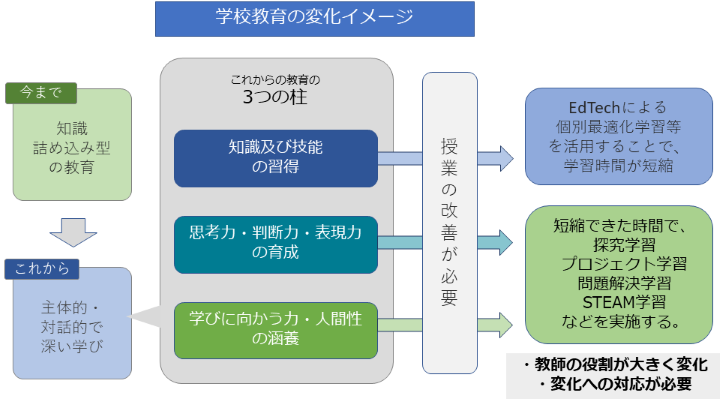 学校教育の変化イメージ
今まで
知識
詰め込み型
の教育
これから
主体的・
対話的で
深い学び
これからの教育の
3つの柱
知識及び技能
の習得
思考力・判断力・表現力
の育成
学びに向かう力・人間性
の涵養
授業の改善が必要
EdTechによる
個別最適化学習等
を活用することで、
学習時間が短縮
短縮できた時間で、
探究学習
プロジェクト学習
問題解決学習
STEAM学習
などを実施する。
・教師の役割が大きく変化
・変化への対応が必要